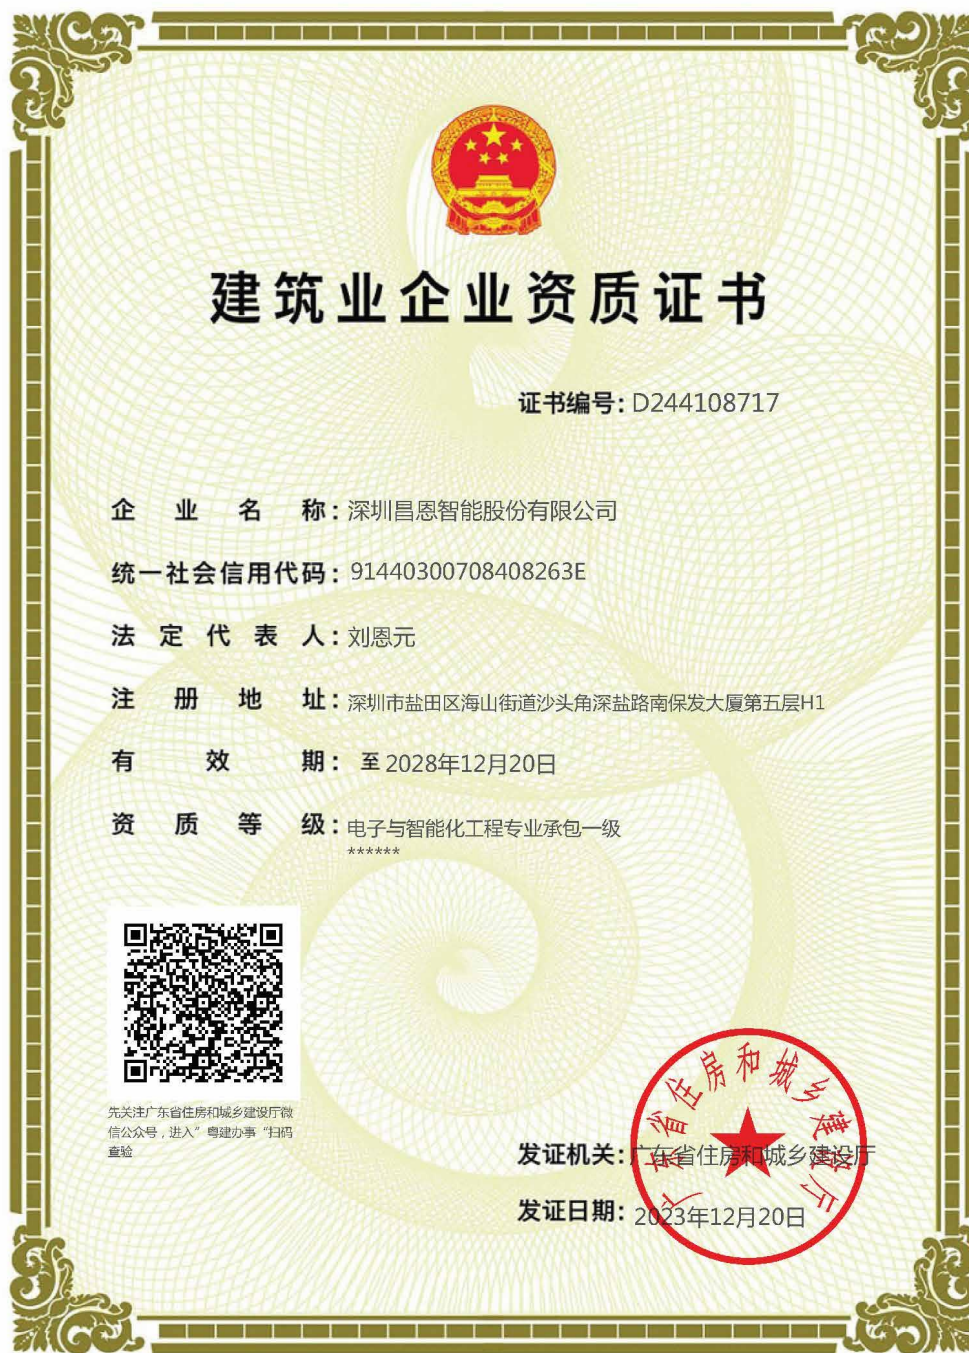 建筑业企业资质证书
证书编号：D244108717
企业名称：深圳昌恩智能股份有限公司
统一社会信用代码：91440300708408263E
法定代表人：刘恩元
注册地址：深圳市盐田区海山街道沙头角深盐路南保发大厦第五层H1
有效期：至2028年12月20日
资质等级：电子与智能化工程专业承包一级
******
先关注广东省住房和城乡建设厅微
信公众号，进入”粤建办事“扫码
查验
发证机关：广东省住房和城乡建设厅
发证日期：2023年12月20日
广东省住房和城乡建设厅